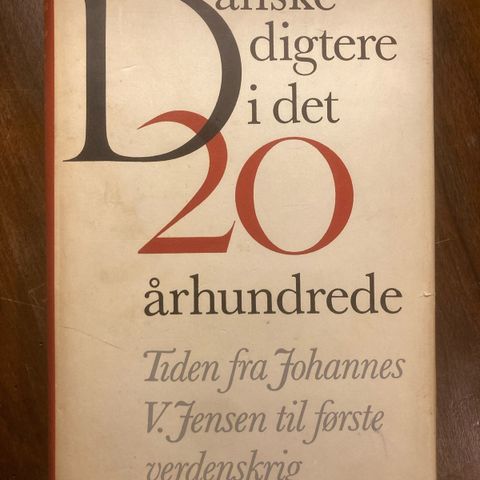 Danske
digtere
i det
20
århundrede
Tiden fra Johannes
V. Jensen til første
verdenskrig